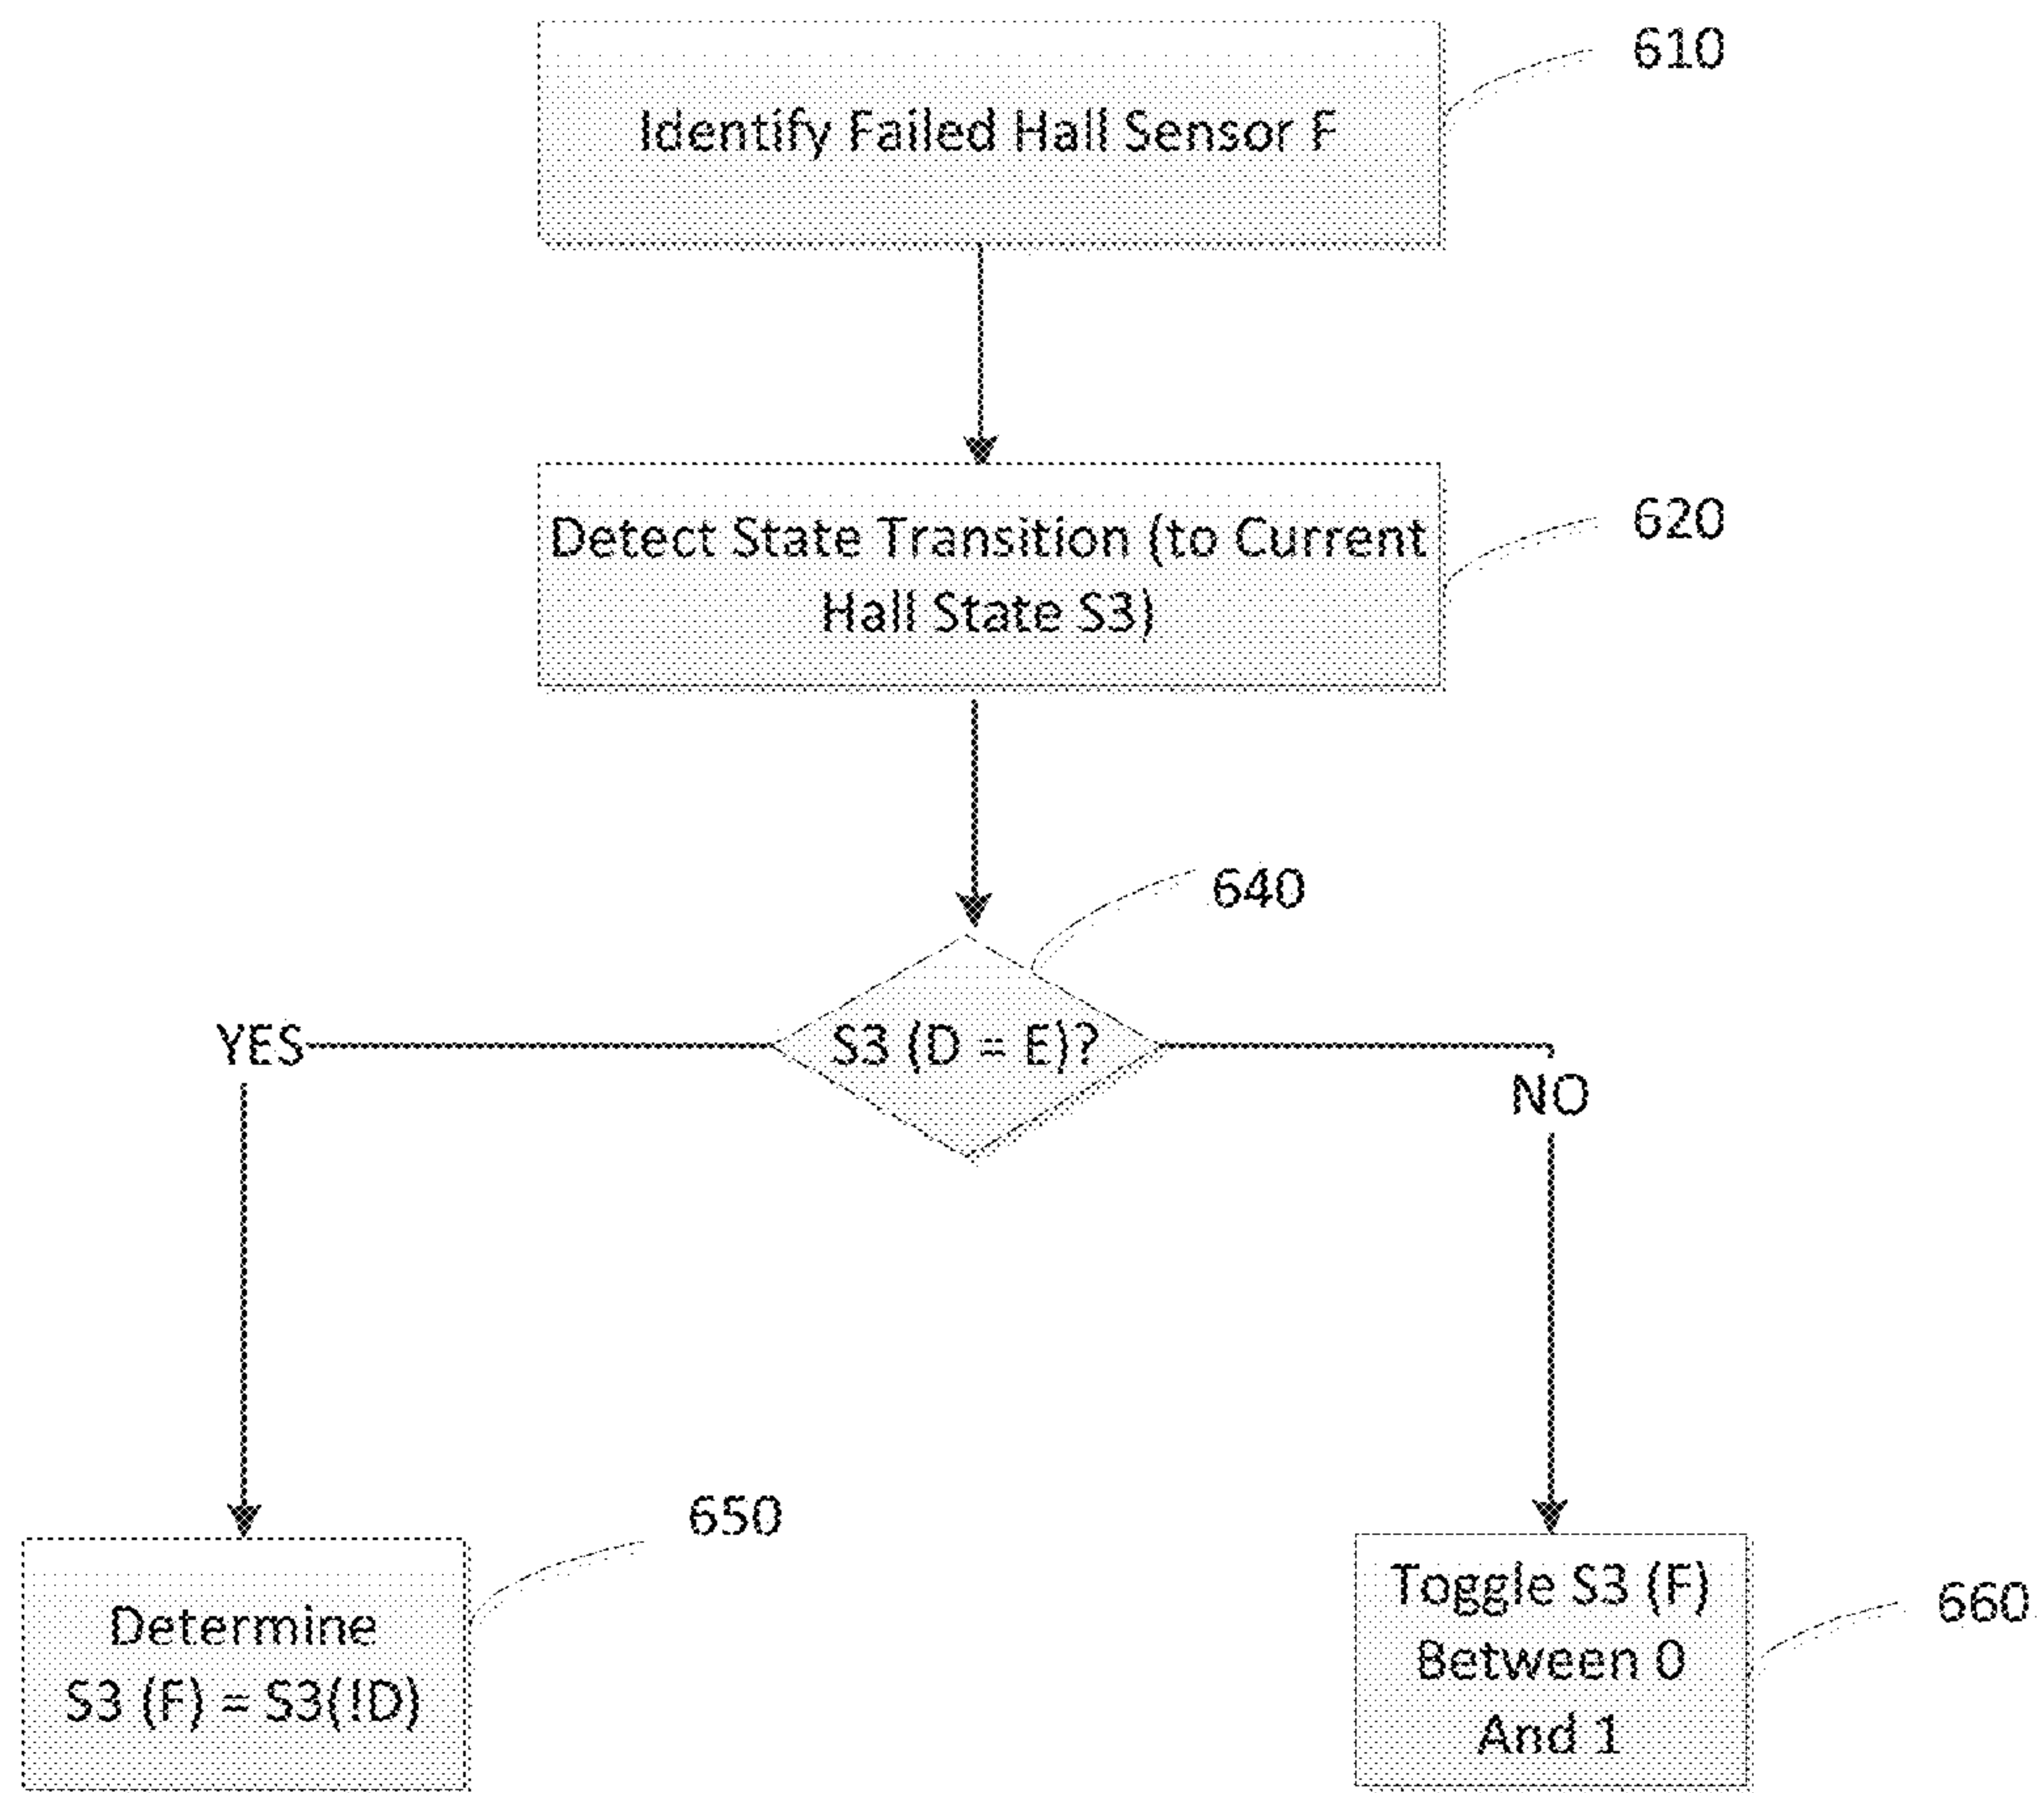 610
Identify Failed Hall Sensor F
620
Detect State Transition (to Current
Hall State S3)
640
YES
S3 (D = E)?
NO
650
Determine
S3 (F) = S3(!D)
660
Toggle S3 (F)
Between 0
And 1